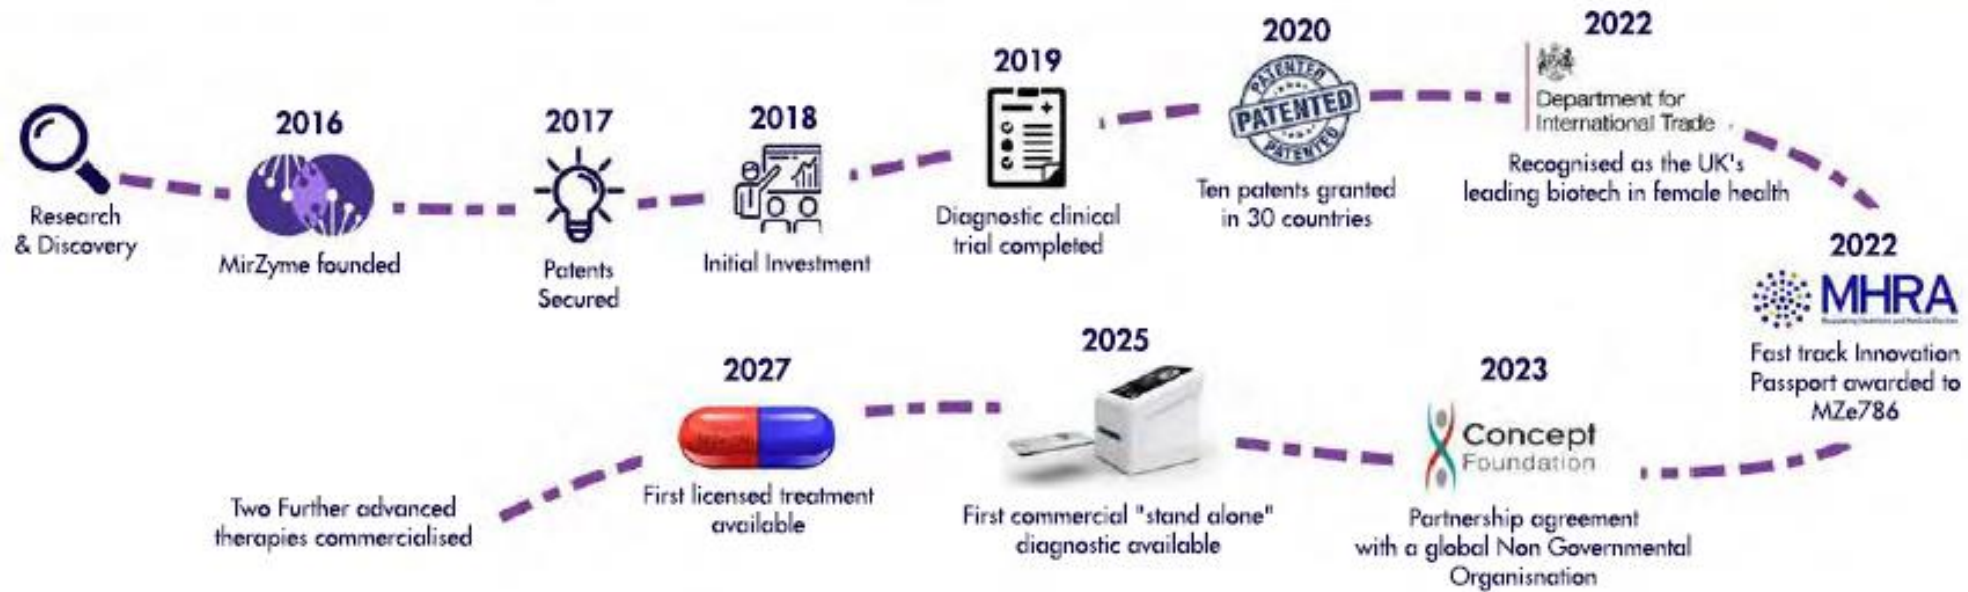 Research
& Discovery
2016
MirZyme founded
2017
Patents
Secured
2018
Initial Investment
2019
Diagnostic clinical
trial completed
2020
PATENTED
PATENTED
PATENTED
Ten patents granted
in 30 countries
2022
Department for
International Trade
Recognised as the UK's
leading biotech in female health
2022
MHRA
Fast track Innovation
Passport awarded to
MZe786
2023
Concept
Foundation
Partnership agreement
with a global Non Governmental
Organisnation
2025
First commercial "stand alone"
diagnostic available
2027
First licensed treatment
available
Two Further advanced
therapies commercialised